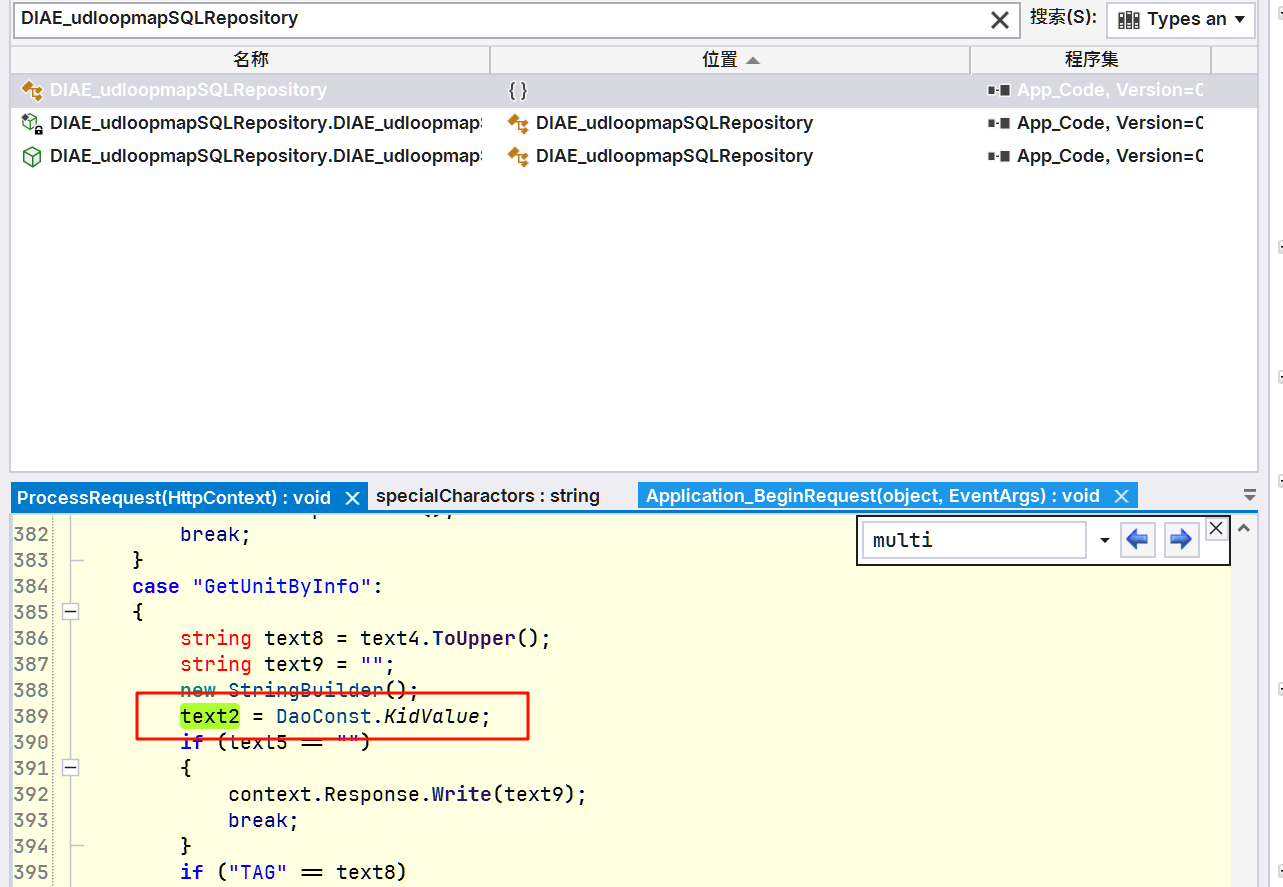 DIAE_udloopmapSQLRepository 搜索(S): Types an
名称 位置 程序集
DIAE_udloopmapSQLRepository { } App_Code, Version=0
DIAE_udloopmapSQLRepository.DIAE_udloopmap DIAE_udloopmapSQLRepository App_Code, Version=0
DIAE_udloopmapSQLRepository.DIAE_udloopmap DIAE_udloopmapSQLRepository App_Code, Version=0
ProcessRequest(HttpContext) : void specialCharactors : string Application_BeginRequest(object, EventArgs) : void
multi
382 break;
383 }
384 case "GetUnitByInfo":
385 {
386 string text8 = text4.ToUpper();
387 string text9 = "";
388 new StringBuilder();
389 text2 = DaoConst.KidValue;
390 if (text5 == "")
391 {
392 context.Response.Write(text9);
393 break;
394 }
395 if ("TAG" == text8)